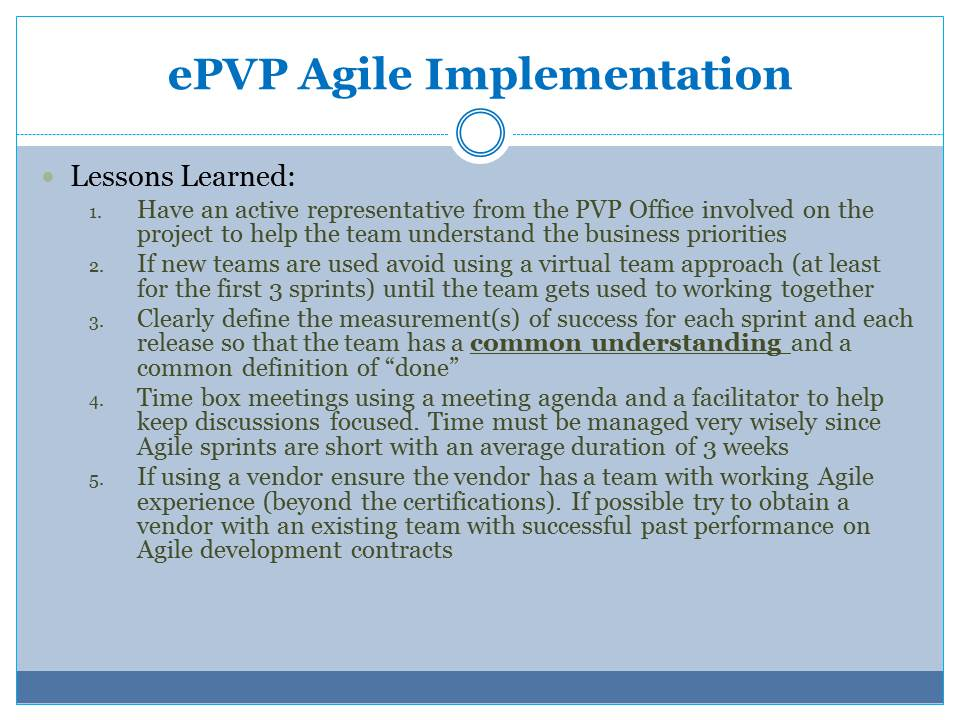 ePVP Agile Implementation
• Lessons Learned:
1. Have an active representative from the PVP Office involved on the
project to help the team understand the business priorities
2. If new teams are used avoid using a virtual team approach (at least
for the first 3 sprints) until the team gets used to working together
3. Clearly define the measurement(s) of success for each sprint and each
release so that the team has a common understanding and a
common definition of “done”
4. Time box meetings using a meeting agenda and a facilitator to help
keep discussions focused. Time must be managed very wisely since
Agile sprints are short with an average duration of 3 weeks
5. If using a vendor ensure the vendor has a team with working Agile
experience (beyond the certifications). If possible try to obtain a
vendor with an existing team with successful past performance on
Agile development contracts